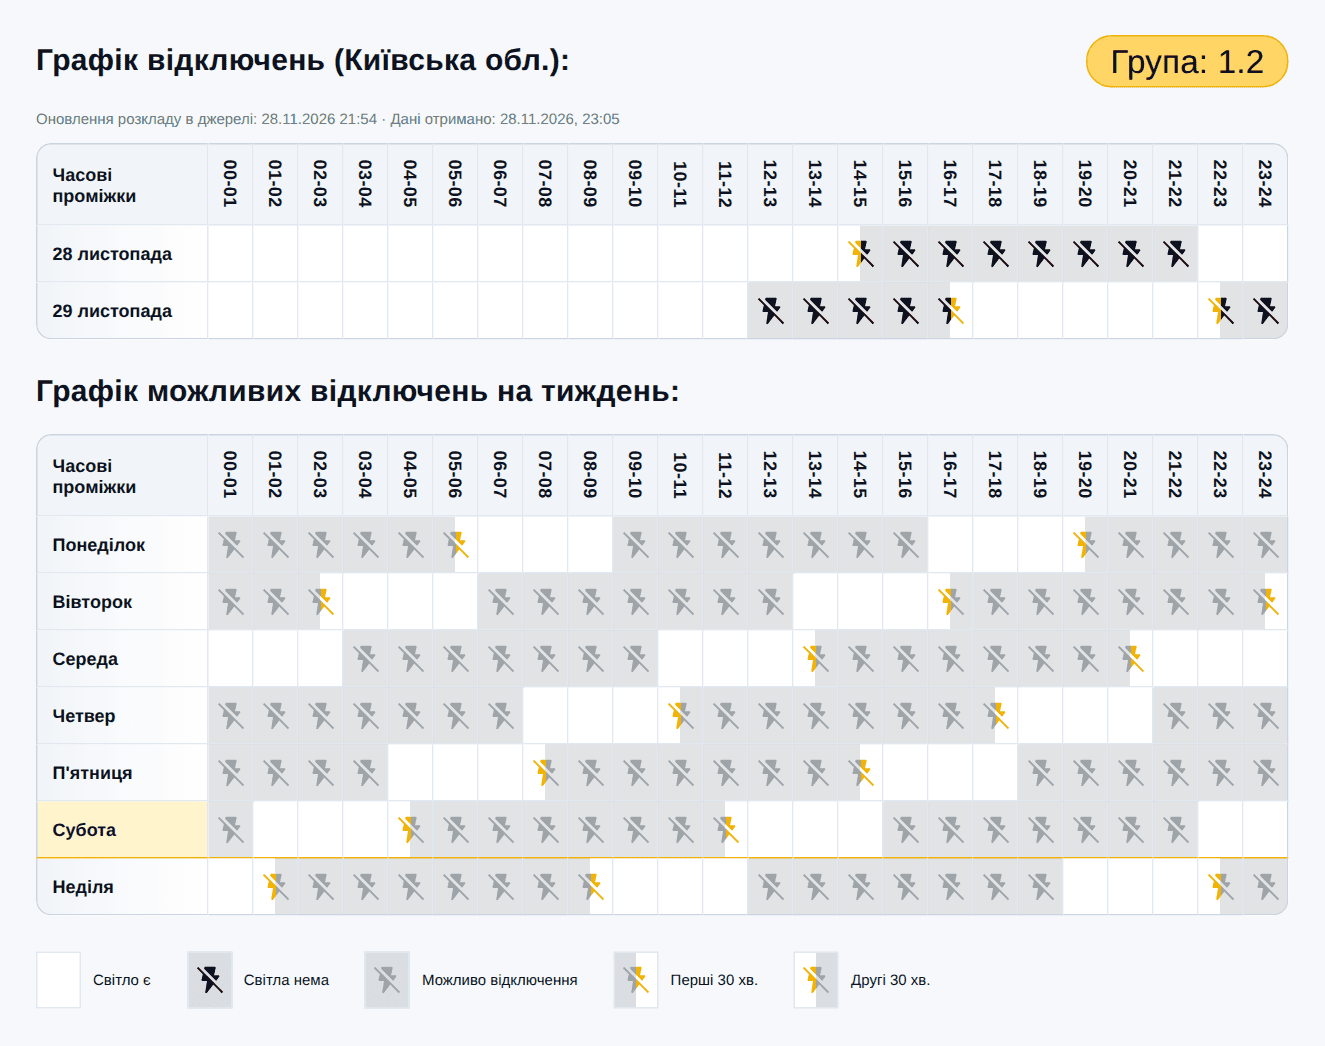 Графік відключень (Київська обл.):
Група: 1.2
Оновлення розкладу в джерелі: 28.11.2026 21:54 · Дані отримано: 28.11.2026, 23:05
Часові
проміжки
00-01 01-02 02-03 03-04 04-05 05-06 06-07 07-08 08-09 09-10 10-11 11-12 12-13 13-14 14-15 15-16 16-17 17-18 18-19 19-20 20-21 21-22 22-23 23-24
28 листопада
29 листопада
Графік можливих відключень на тиждень:
Часові
проміжки
00-01 01-02 02-03 03-04 04-05 05-06 06-07 07-08 08-09 09-10 10-11 11-12 12-13 13-14 14-15 15-16 16-17 17-18 18-19 19-20 20-21 21-22 22-23 23-24
Понеділок
Вівторок
Середа
Четвер
П'ятниця
Субота
Неділя
Світло є
Світла нема
Можливо відключення
Перші 30 хв.
Другі 30 хв.